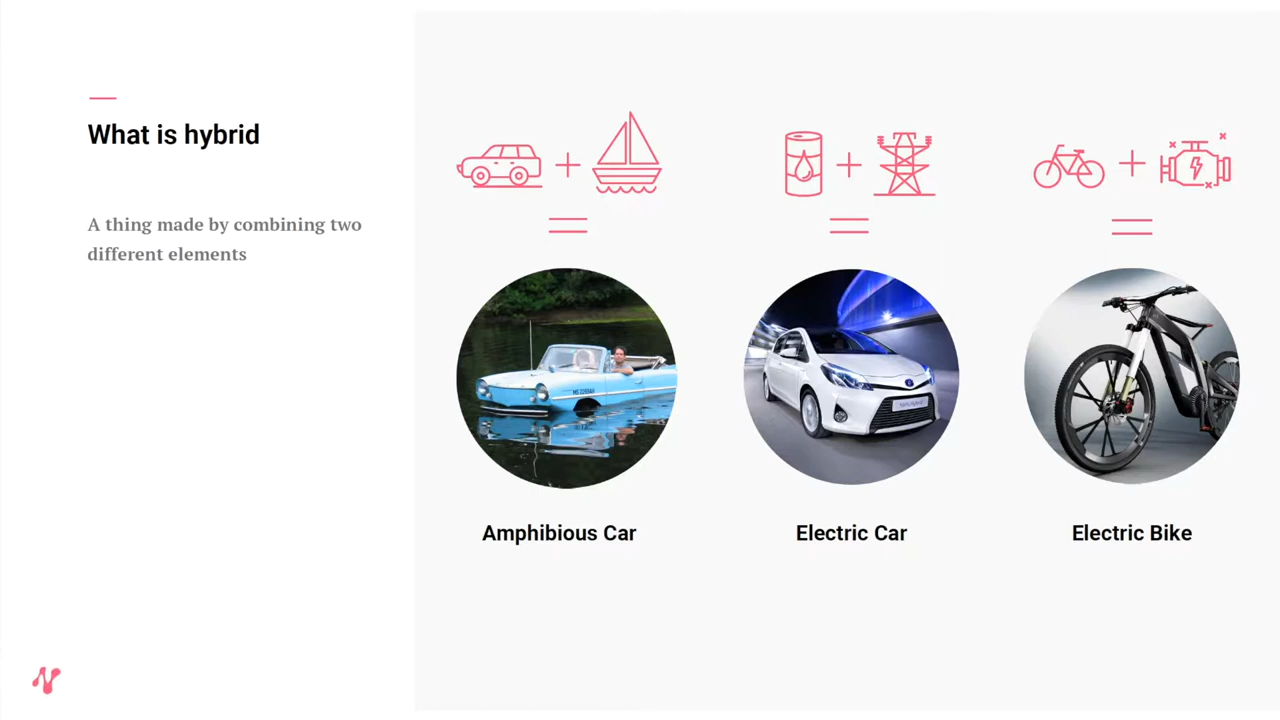 What is hybrid
A thing made by combining two
different elements
Amphibious Car
Electric Car
Electric Bike